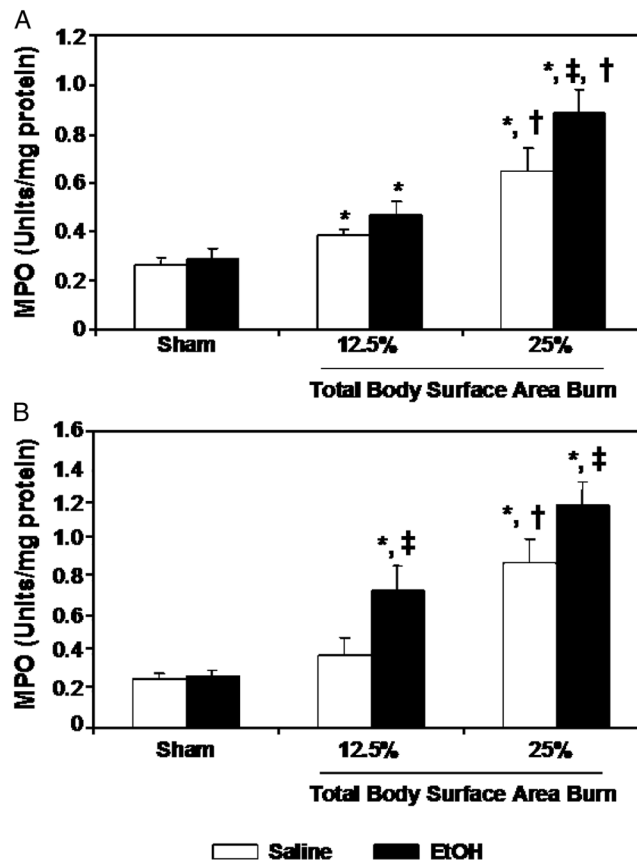 A
MPO (Units/mg protein)
1.2
1.0
0.8
0.6
0.4
0.2
0
*
*
*, †
*, ‡, †
Sham
12.5%
25%
Total Body Surface Area Burn
B
MPO (Units/mg protein)
1.6
1.4
1.2
1.0
0.8
0.6
0.4
0.2
0
*, ‡
*, †
*, ‡
Sham
12.5%
25%
Total Body Surface Area Burn
Saline
EtOH